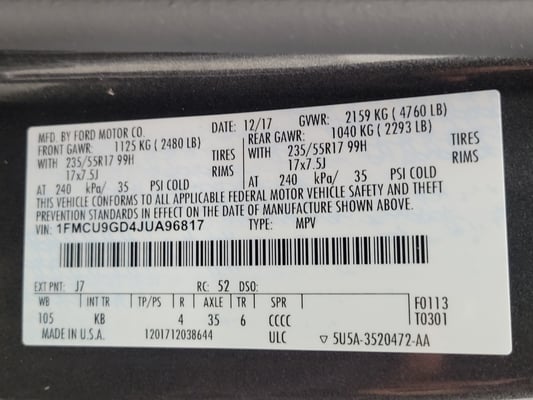 MFD. BY FORD MOTOR CO. DATE: 12/17 GVWR: 2159 KG ( 4760 LB)
FRONT GAWR: 1125 KG ( 2480 LB) REAR GAWR: 1040 KG ( 2293 LB)
WITH 235/55R17 99H TIRES WITH 235/55R17 99H TIRES
17x7.5J RIMS 17x7.5J RIMS
AT 240 kPa/ 35 PSI COLD AT 240 kPa/ 35 PSI COLD
THIS VEHICLE CONFORMS TO ALL APPLICABLE FEDERAL MOTOR VEHICLE SAFETY AND THEFT
PREVENTION STANDARDS IN EFFECT ON THE DATE OF MANUFACTURE SHOWN ABOVE.
VIN: 1FMCU9GD4JUA96817 TYPE: MPV
EXT PNT: J7 RC: 52 DSO:
WB INT TR TP/PS R AXLE TR SPR F0113
105 KB 4 35 6 CCCC T0301
MADE IN U.S.A. 1201712038644 ULC ▽ 5U5A-3520472-AA